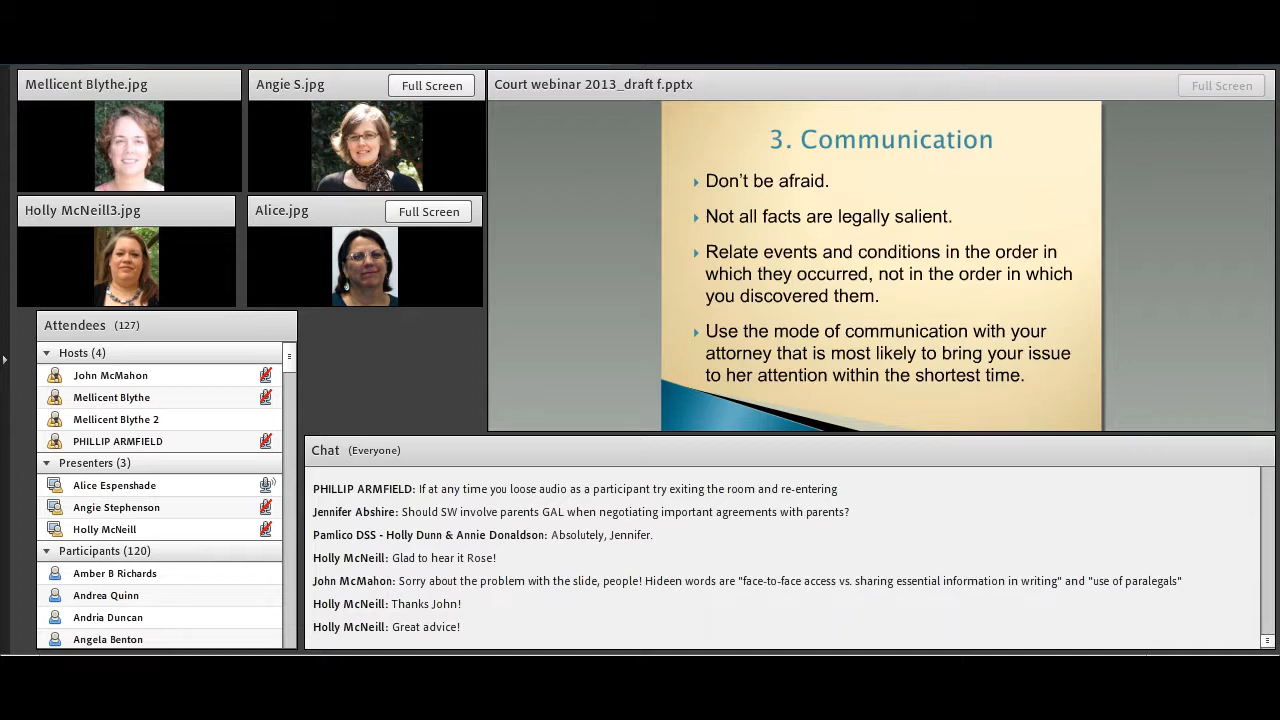 Mellicent Blythe.jpg
Angie S.jpg
Full Screen
Holly McNeill3.jpg
Alice.jpg
Full Screen
Attendees (127)
Hosts (4)
John McMahon
Mellicent Blythe
Mellicent Blythe 2
PHILLIP ARMFIELD
Presenters (3)
Alice Espenshade
Angie Stephenson
Holly McNeill
Participants (120)
Amber B Richards
Andrea Quinn
Andria Duncan
Angela Benton
Court webinar 2013_draft f.pptx
Full Screen
3. Communication
Don't be afraid.
Not all facts are legally salient.
Relate events and conditions in the order in
which they occurred, not in the order in which
you discovered them.
Use the mode of communication with your
attorney that is most likely to bring your issue
to her attention within the shortest time.
Chat (Everyone)
PHILLIP ARMFIELD: If at any time you loose audio as a participant try exiting the room and re-entering
Jennifer Abshire: Should SW involve parents GAL when negotiating important agreements with parents?
Pamlico DSS - Holly Dunn & Annie Donaldson: Absolutely, Jennifer.
Holly McNeill: Glad to hear it Rose!
John McMahon: Sorry about the problem with the slide, people! Hideen words are "face-to-face access vs. sharing essential information in writing" and "use of paralegals"
Holly McNeill: Thanks John!
Holly McNeill: Great advice!